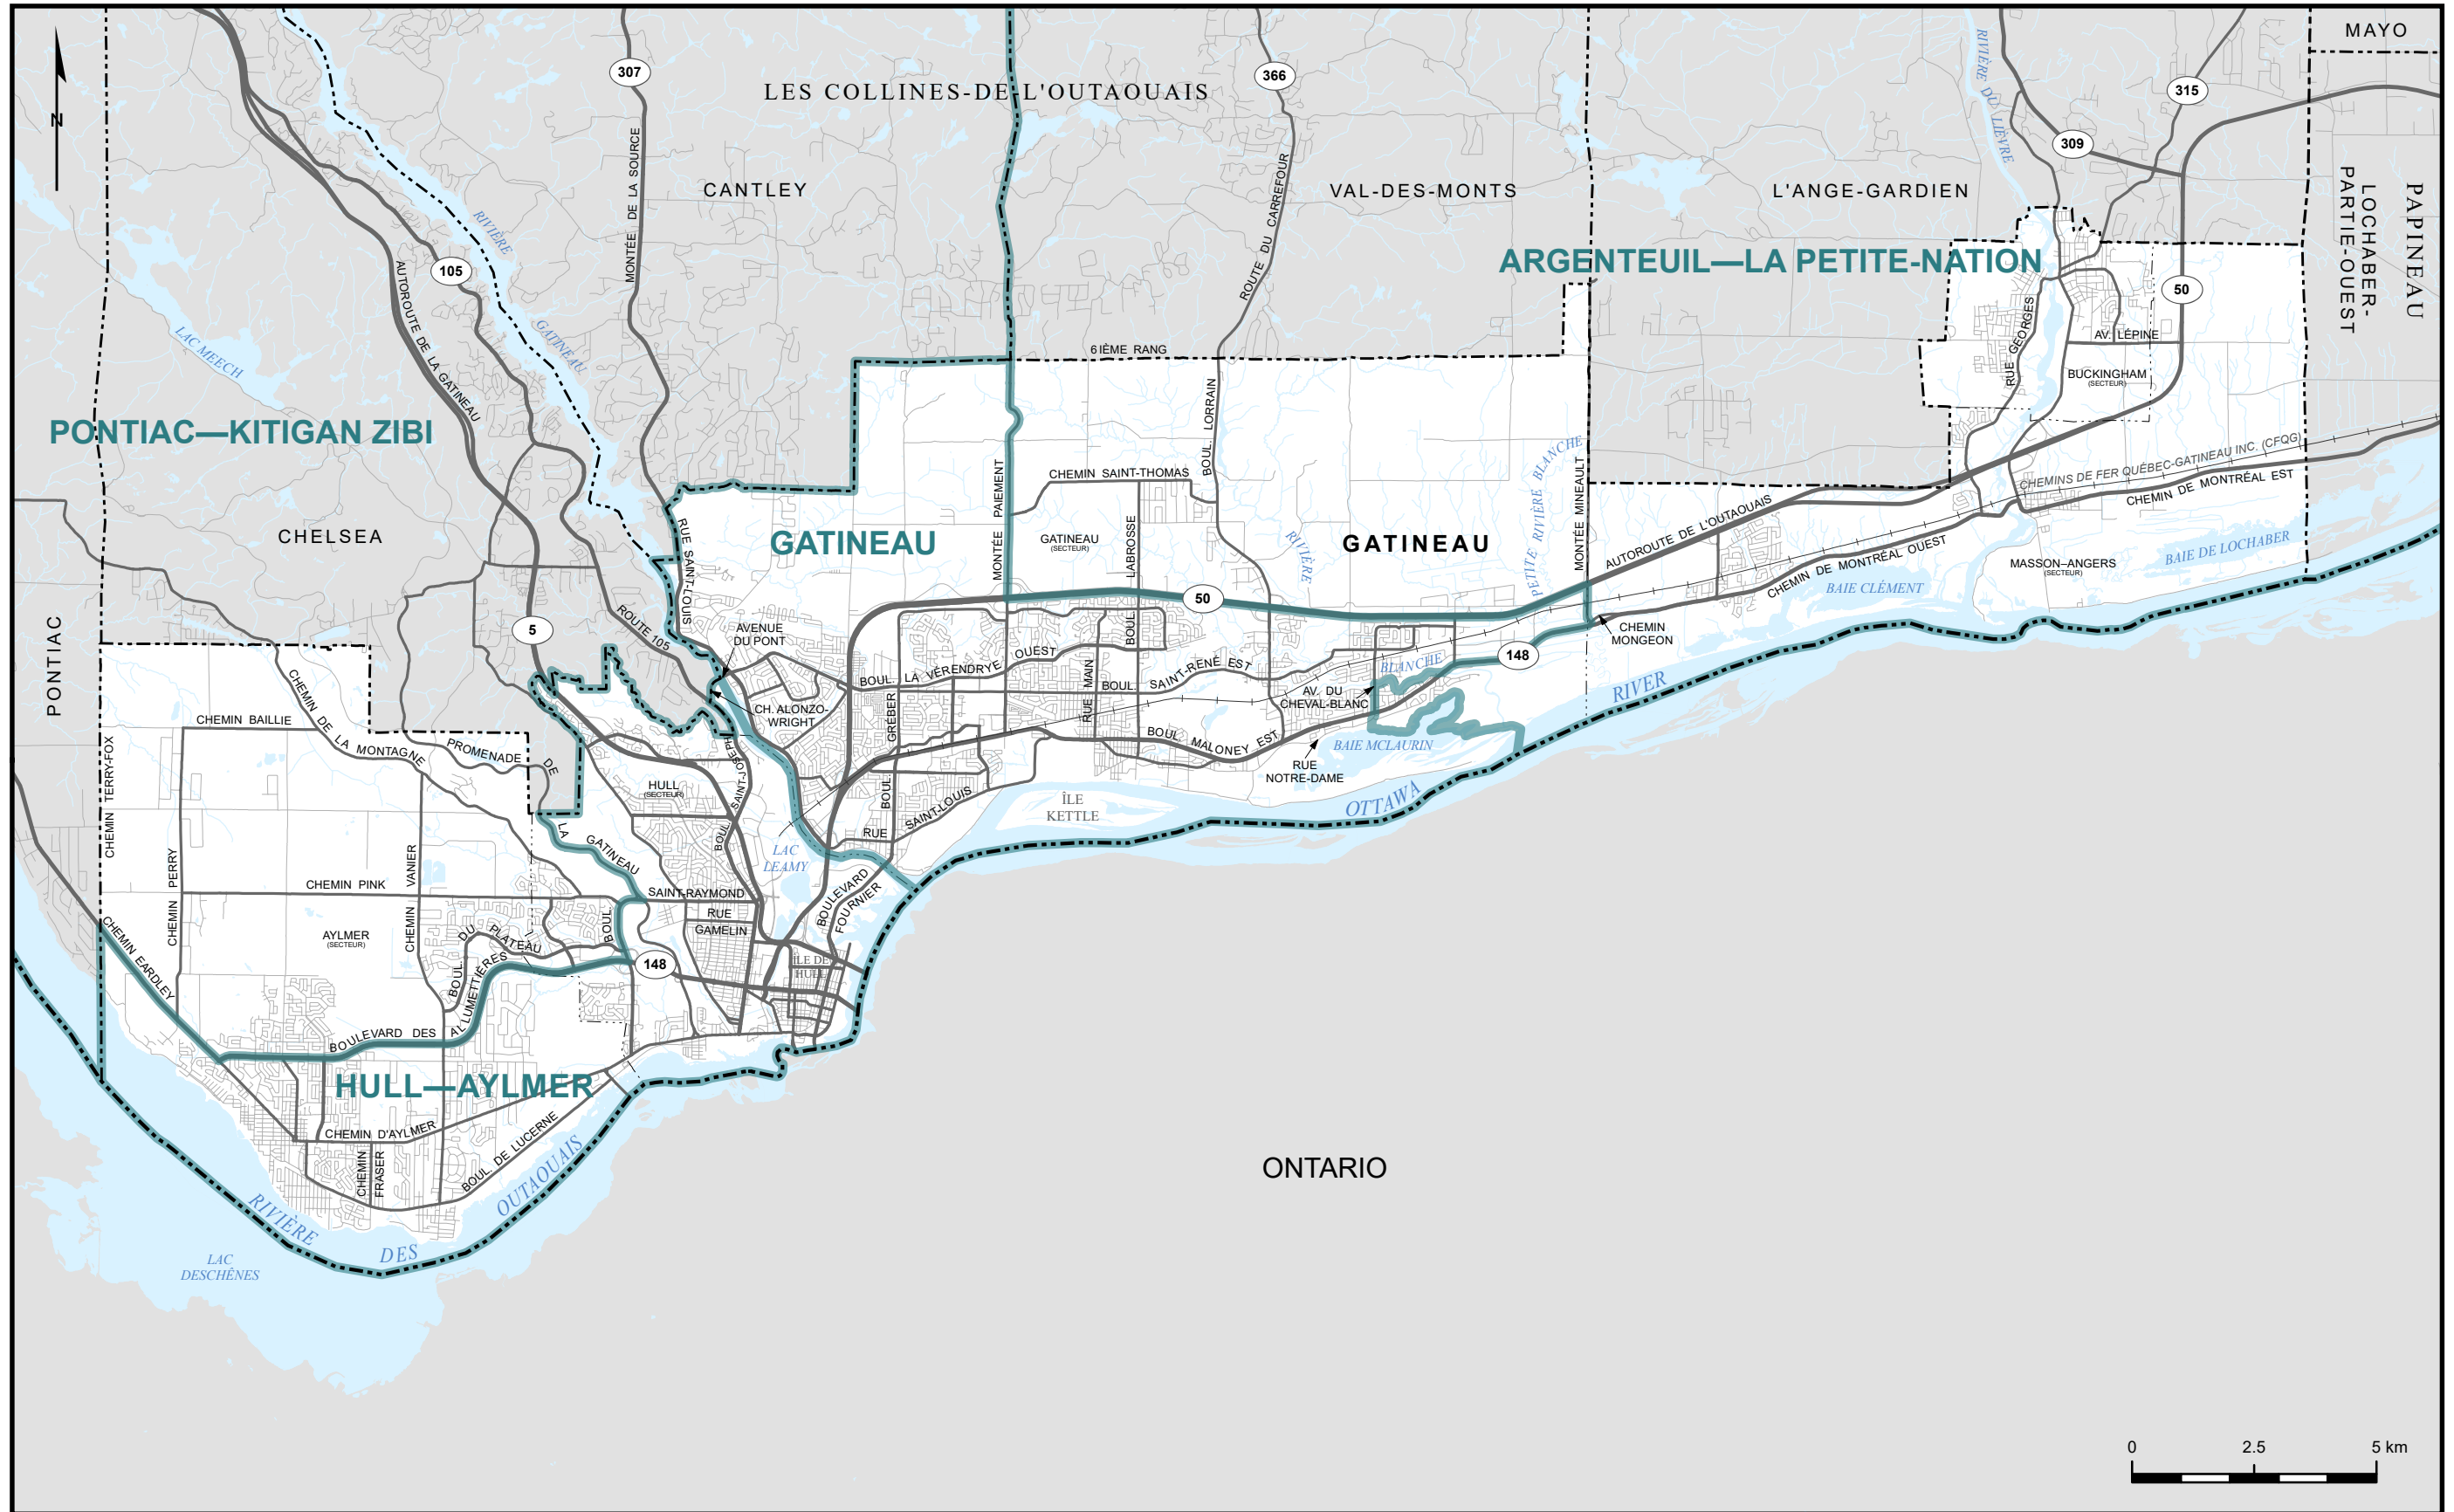 MAYO
307
366
315
LES COLLINES-DE-L'OUTAOUAIS
RIVIÈRE DU LIÈVRE
N
309
MONTÉE DE LA SOURCE
CANTLEY
ROUTE DU CARREFOUR
VAL-DES-MONTS
L'ANGE-GARDIEN
LOCHABER-
PARTIE-OUEST
PAPINEAU
RIVIÈRE
GATINEAU
105
ARGENTEUIL—LA PETITE-NATION
50
AUTOROUTE DE LA GATINEAU
LAC MEECH
6IÈME RANG
RUE GEORGES
AV. LÉPINE
BUCKINGHAM
(SECTEUR)
PONTIAC—KITIGAN ZIBI
BOUL. LORRAIN
CHEMIN SAINT-THOMAS
PETITE RIVIÈRE BLANCHE
MONTÉE MINEAULT
CHEMINS DE FER QUÉBEC-GATINEAU INC. (CFQG)
CHEMIN DE MONTRÉAL EST
MONTÉE PAIEMENT
CHELSEA
RUE SAINT-LOUIS
GATINEAU
GATINEAU
(SECTEUR)
BOUL. LABROSSE
RIVIÈRE
GATINEAU
AUTOROUTE DE L'OUTAOUAIS
CHEMIN DE MONTRÉAL OUEST
BAIE DE LOCHABER
MASSON–ANGERS
(SECTEUR)
BAIE CLÉMENT
50
5
ROUTE 105
AVENUE
DU PONT
CHEMIN
MONGEON
148
PONTIAC
BOUL. LA VÉRENDRYE OUEST
RUE MAIN
BOUL. SAINT-RENÉ EST
BLANCHE
AV. DU
CHEVAL-BLANC
RIVER
CH. ALONZO-
WRIGHT
CHEMIN BAILLIE
CHEMIN DE LA MONTAGNE
PROMENADE DE LA GATINEAU
CHEMIN TERRY-FOX
BOUL. GRÉBER
BOUL. MALONEY EST
BAIE MCLAURIN
RUE
NOTRE-DAME
HULL
(SECTEUR)
BOUL. SAINT-JOSEPH
ÎLE
KETTLE
OTTAWA
RUE SAINT-LOUIS
LAC
LEAMY
CHEMIN PERRY
CHEMIN VANIER
CHEMIN PINK
BOUL.
SAINT-RAYMOND
BOULEVARD
FOURNIER
RUE
GAMELIN
CHEMIN EARDLEY
AYLMER
(SECTEUR)
BOUL. DU PLATEAU
148
ÎLE DE
HULL
BOULEVARD DES ALLUMETTIÈRES
HULL—AYLMER
CHEMIN D'AYLMER
CHEMIN
FRASER
BOUL. DE LUCERNE
ONTARIO
RIVIÈRE DES OUTAOUAIS
LAC
DESCHÊNES
0 2.5 5 km